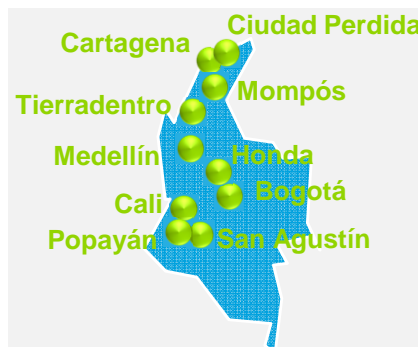 Ciudad Perdida
Cartagena
Mompós
Tierradentro
Medellín
Honda
Bogotá
Cali
Popayán
San Agustín